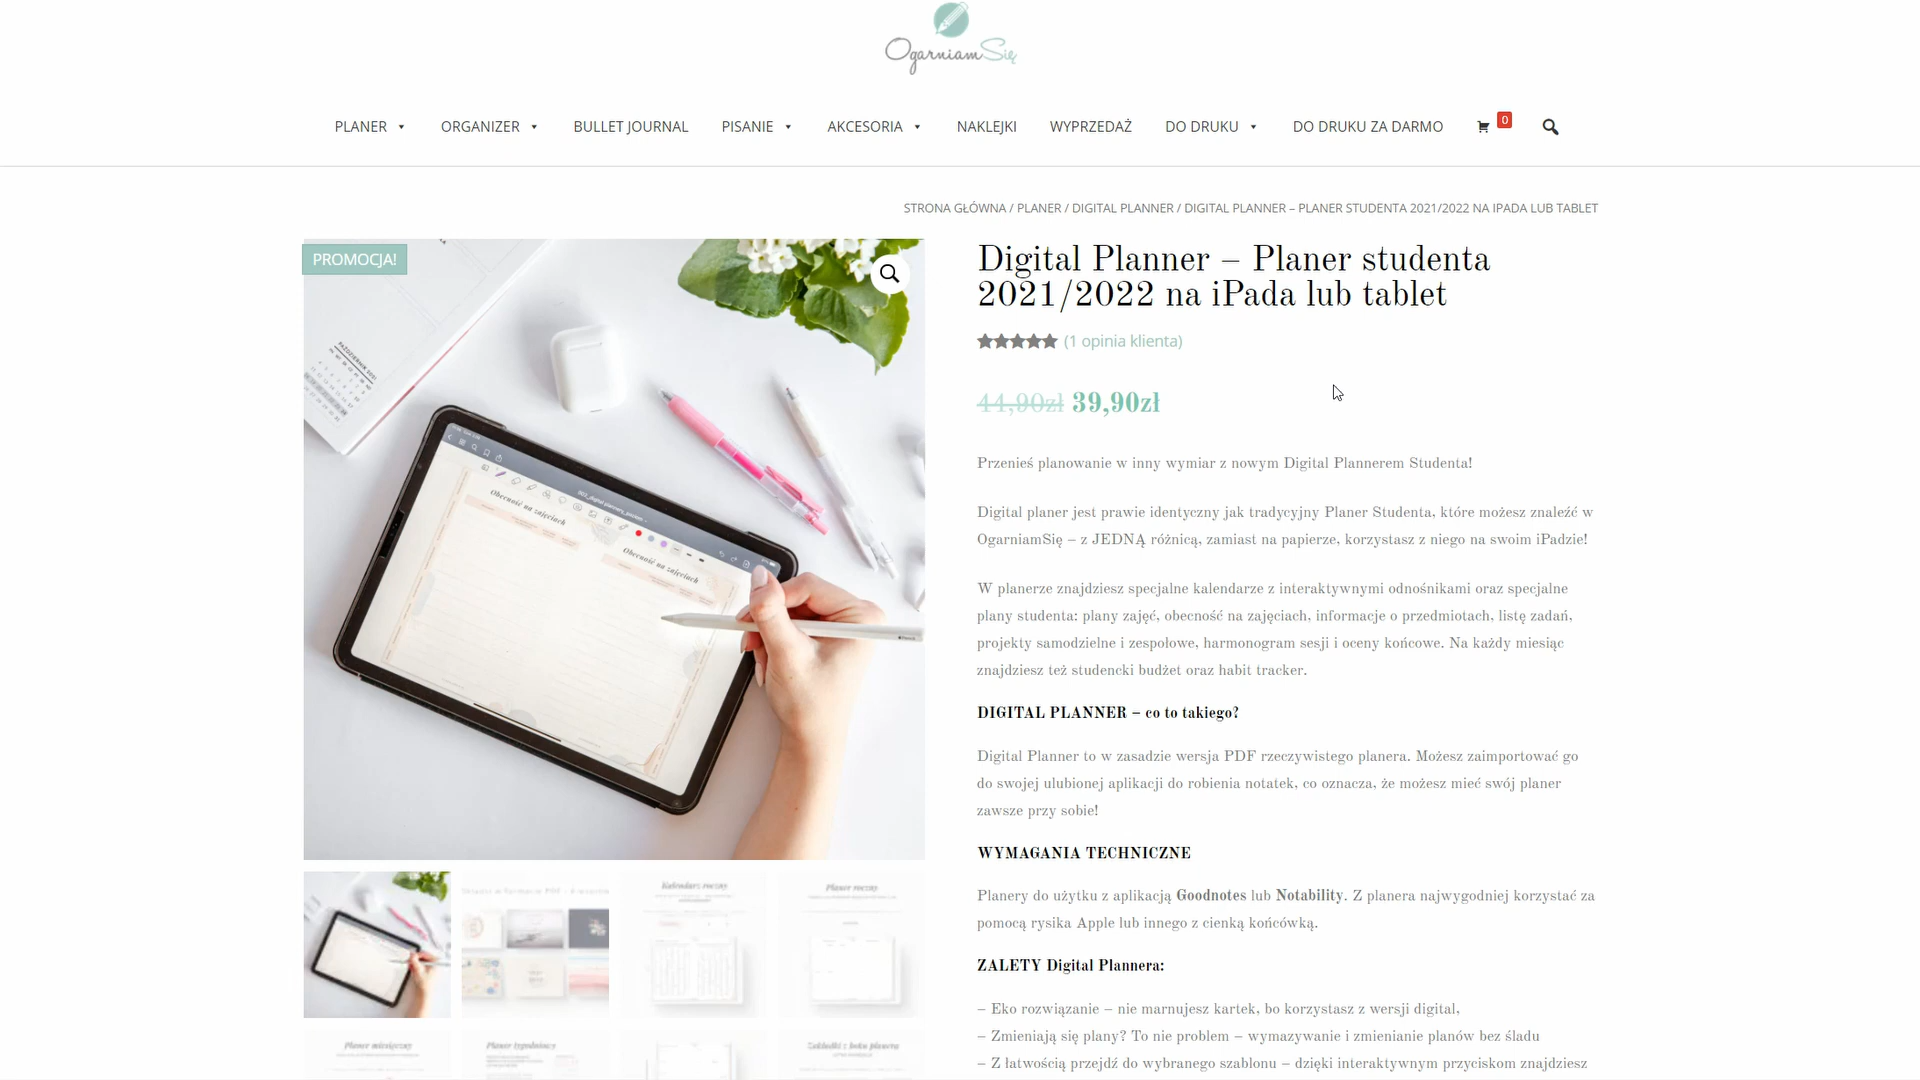 OgarniamSię
PLANER
ORGANIZER
BULLET JOURNAL
PISANIE
AKCESORIA
NAKLEJKI
WYPRZEDAŻ
DO DRUKU
DO DRUKU ZA DARMO
0
STRONA GŁÓWNA / PLANER / DIGITAL PLANNER / DIGITAL PLANNER – PLANER STUDENTA 2021/2022 NA IPADA LUB TABLET
PROMOCJA!
Obecność na zajęciach
Obecność na zajęciach
Digital Planner – Planer studenta
2021/2022 na iPada lub tablet
(1 opinia klienta)
44,90zł 39,90zł
Przenieś planowanie w inny wymiar z nowym Digital Plannerem Studenta!
Digital planer jest prawie identyczny jak tradycyjny Planer Studenta, które możesz znaleźć w
OgarniamSię – z JEDNĄ różnicą, zamiast na papierze, korzystasz z niego na swoim iPadzie!
W planerze znajdziesz specjalne kalendarze z interaktywnymi odnośnikami oraz specjalne
plany studenta: plany zajęć, obecność na zajęciach, informacje o przedmiotach, listę zadań,
projekty samodzielne i zespołowe, harmonogram sesji i oceny końcowe. Na każdy miesiąc
znajdziesz też studencki budżet oraz habit tracker.
DIGITAL PLANNER – co to takiego?
Digital Planner to w zasadzie wersja PDF rzeczywistego planera. Możesz zaimportować go
do swojej ulubionej aplikacji do robienia notatek, co oznacza, że możesz mieć swój planer
zawsze przy sobie!
WYMAGANIA TECHNICZNE
Planery do użytku z aplikacją Goodnotes lub Notability. Z planera najwygodniej korzystać za
pomocą rysika Apple lub innego z cienką końcówką.
ZALETY Digital Plannera:
– Eko rozwiązanie – nie marnujesz kartek, bo korzystasz z wersji digital,
– Zmieniają się plany? To nie problem – wymazywanie i zmienianie planów bez śladu
– Z łatwością przejdź do wybranego szablonu – dzięki interaktywnym przyciskom znajdziesz
Kalendarz roczny
Planer roczny
Planer miesięczny
Planer tygodniowy
Zakładki z boku planera